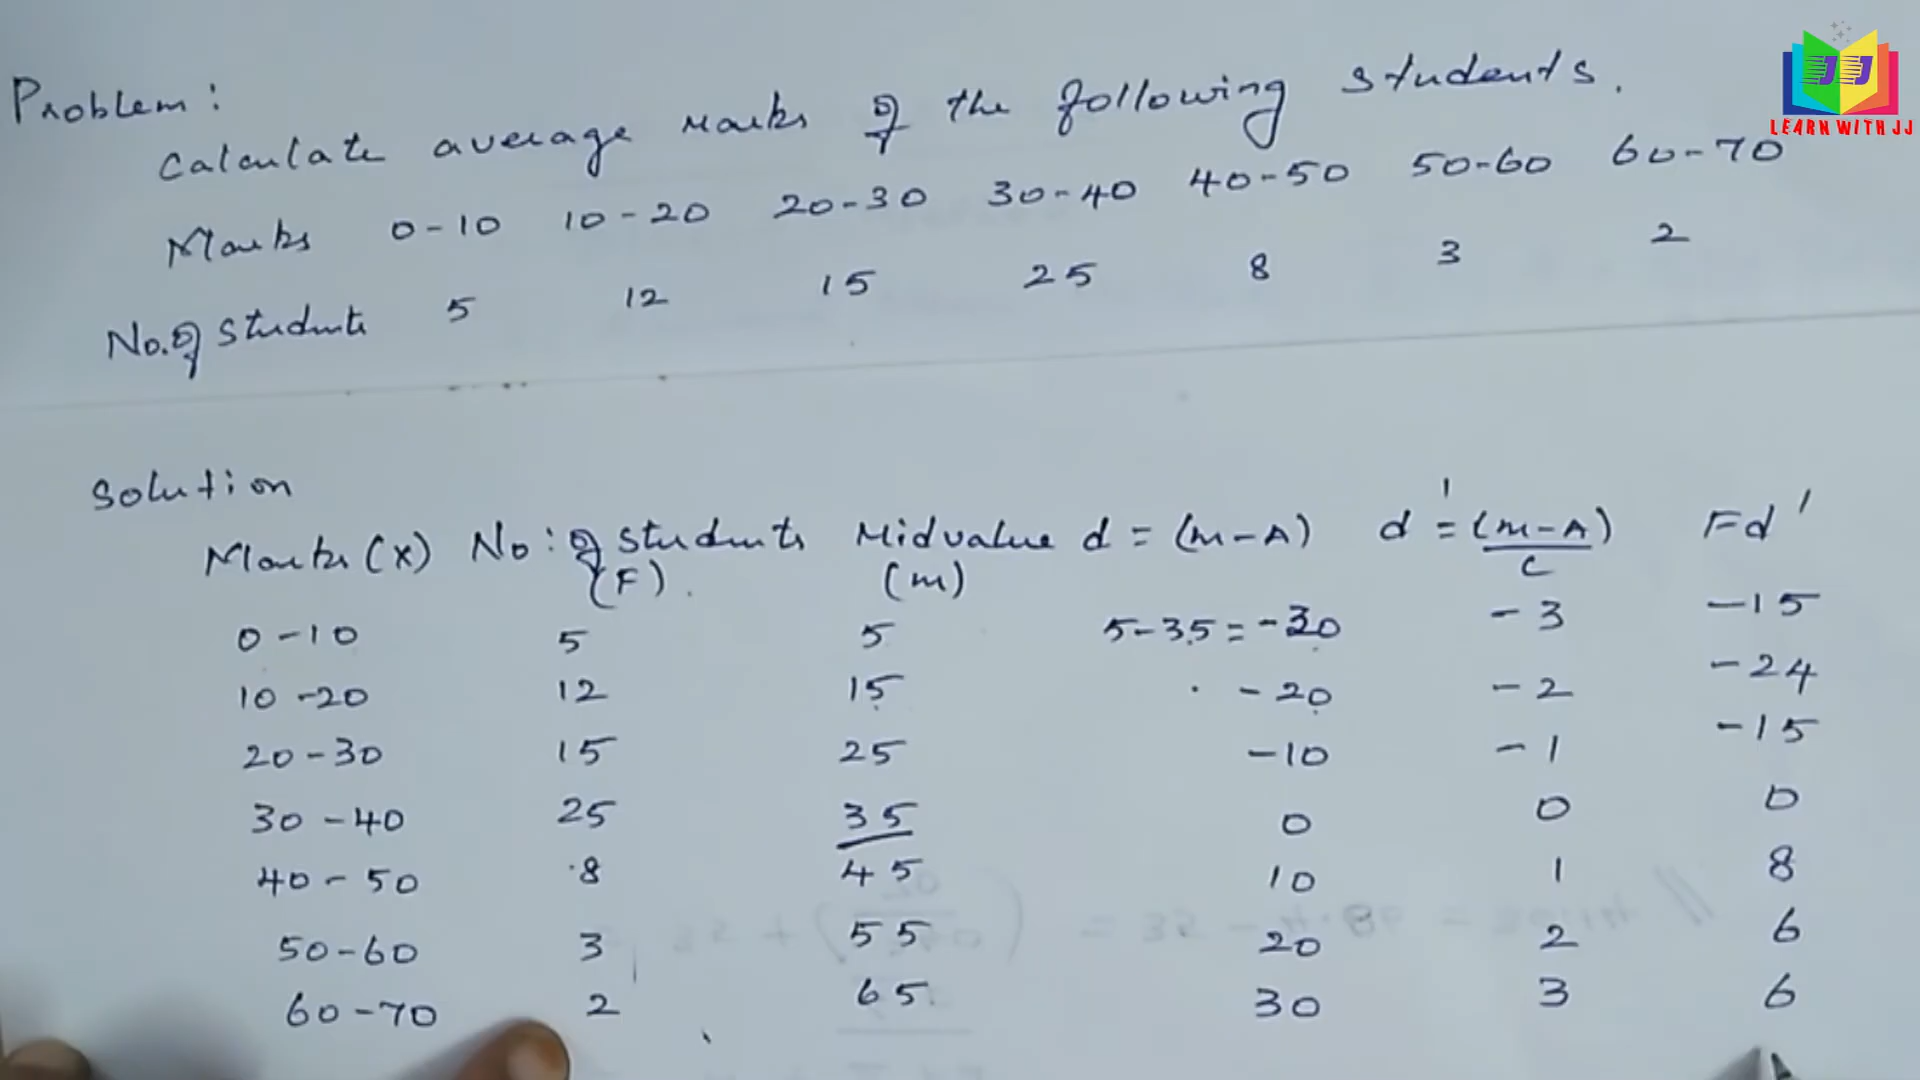 LEARN WITH JJ
Problem:
Calculate average marks of the following students.
Marks 0-10 10-20 20-30 30-40 40-50 50-60 60-70
No. of students 5 12 15 25 8 3 2
Solution
Marks (X) No: of students (F) Midvalue (m) d = (m-A) d' = (m-A)/c Fd'
0-10 5 5 5-35 = -30 -3 -15
10-20 12 15 -20 -2 -24
20-30 15 25 -10 -1 -15
30-40 25 35 0 0 0
40-50 8 45 10 1 8
50-60 3 55 20 2 6
60-70 2 65 30 3 6